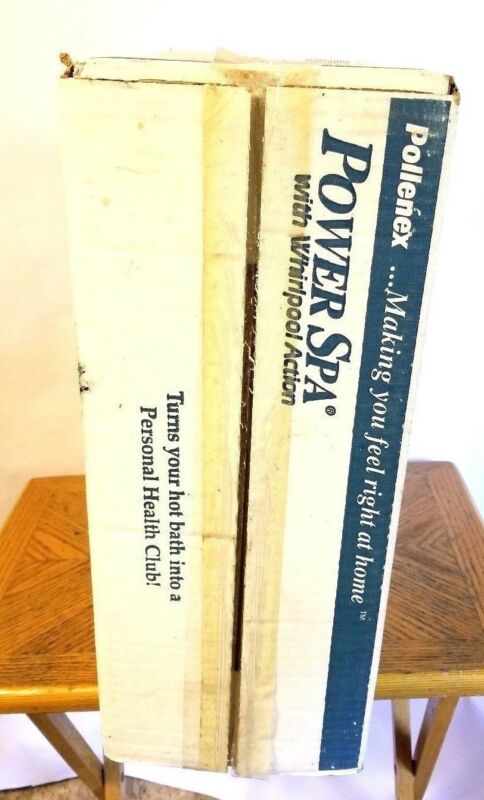 Pollenex ...Making you feel right at home™
POWER SPA®
with Whirlpool Action
Turns your hot bath into a
Personal Health Club!